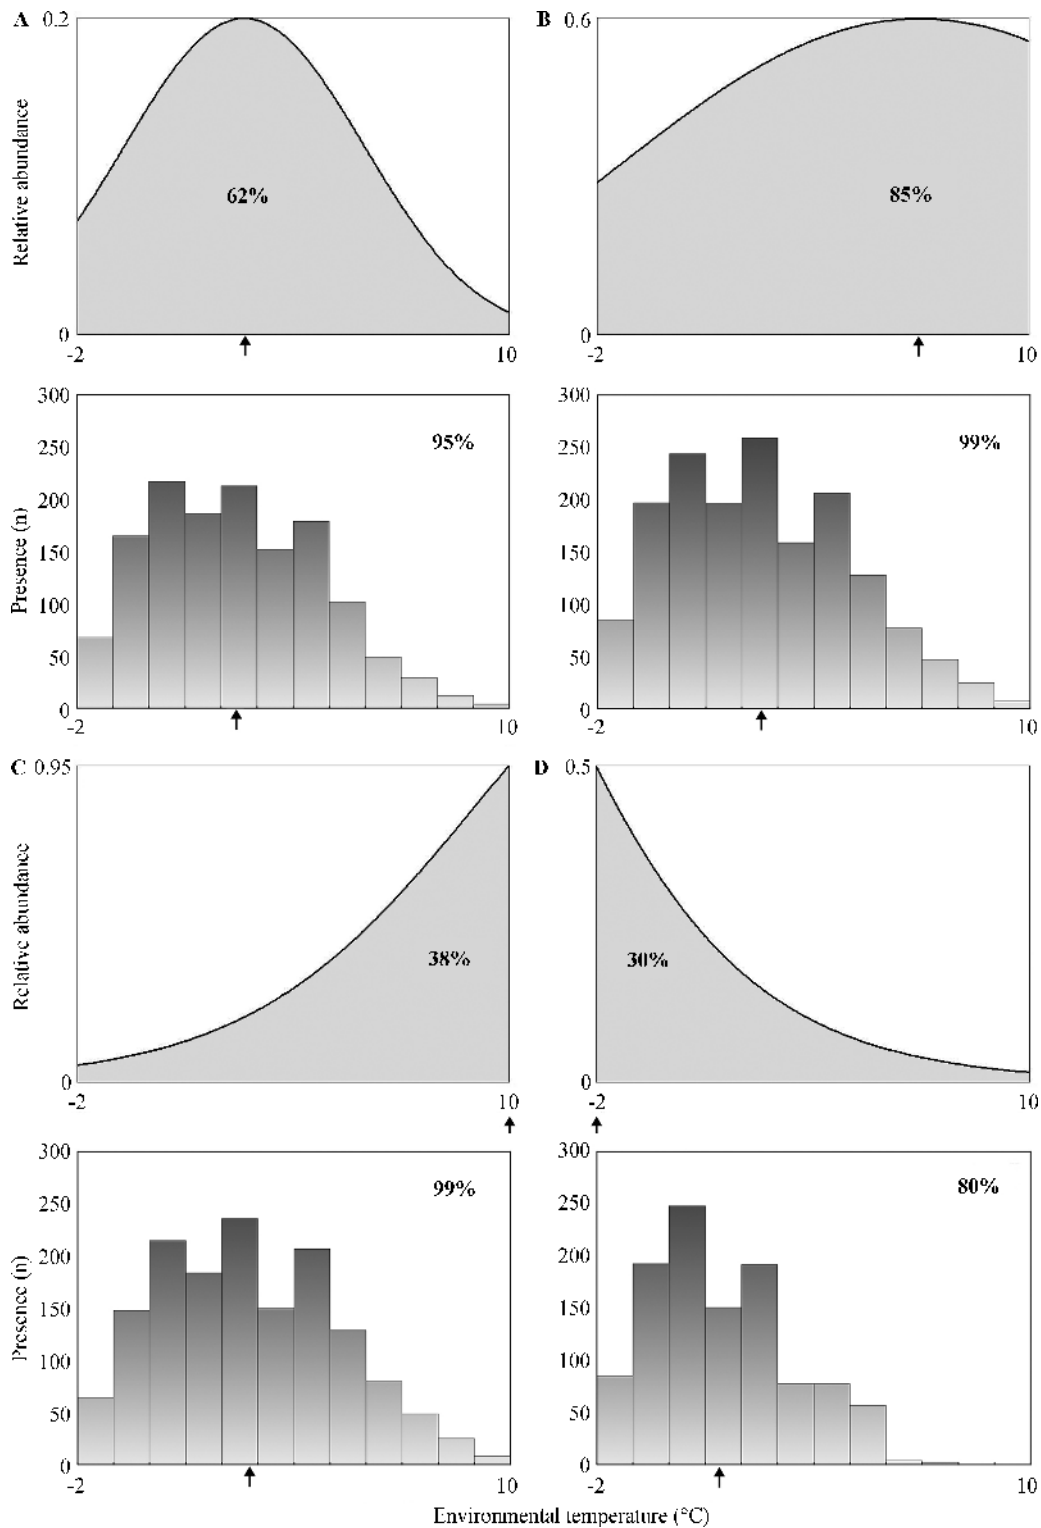 A 0.2 B 0.6
Relative abundance
62% 85%
0 0
-2 10 -2 10
300 300
95% 99%
250 250
200 200
Presence (n)
150 150
100 100
50 50
0 0
-2 10 -2 10
C 0.95 D 0.5
Relative abundance
38% 30%
0 0
-2 10 -2 10
300 300
99% 80%
250 250
200 200
Presence (n)
150 150
100 100
50 50
0 0
-2 10 -2 10
Environmental temperature (°C)